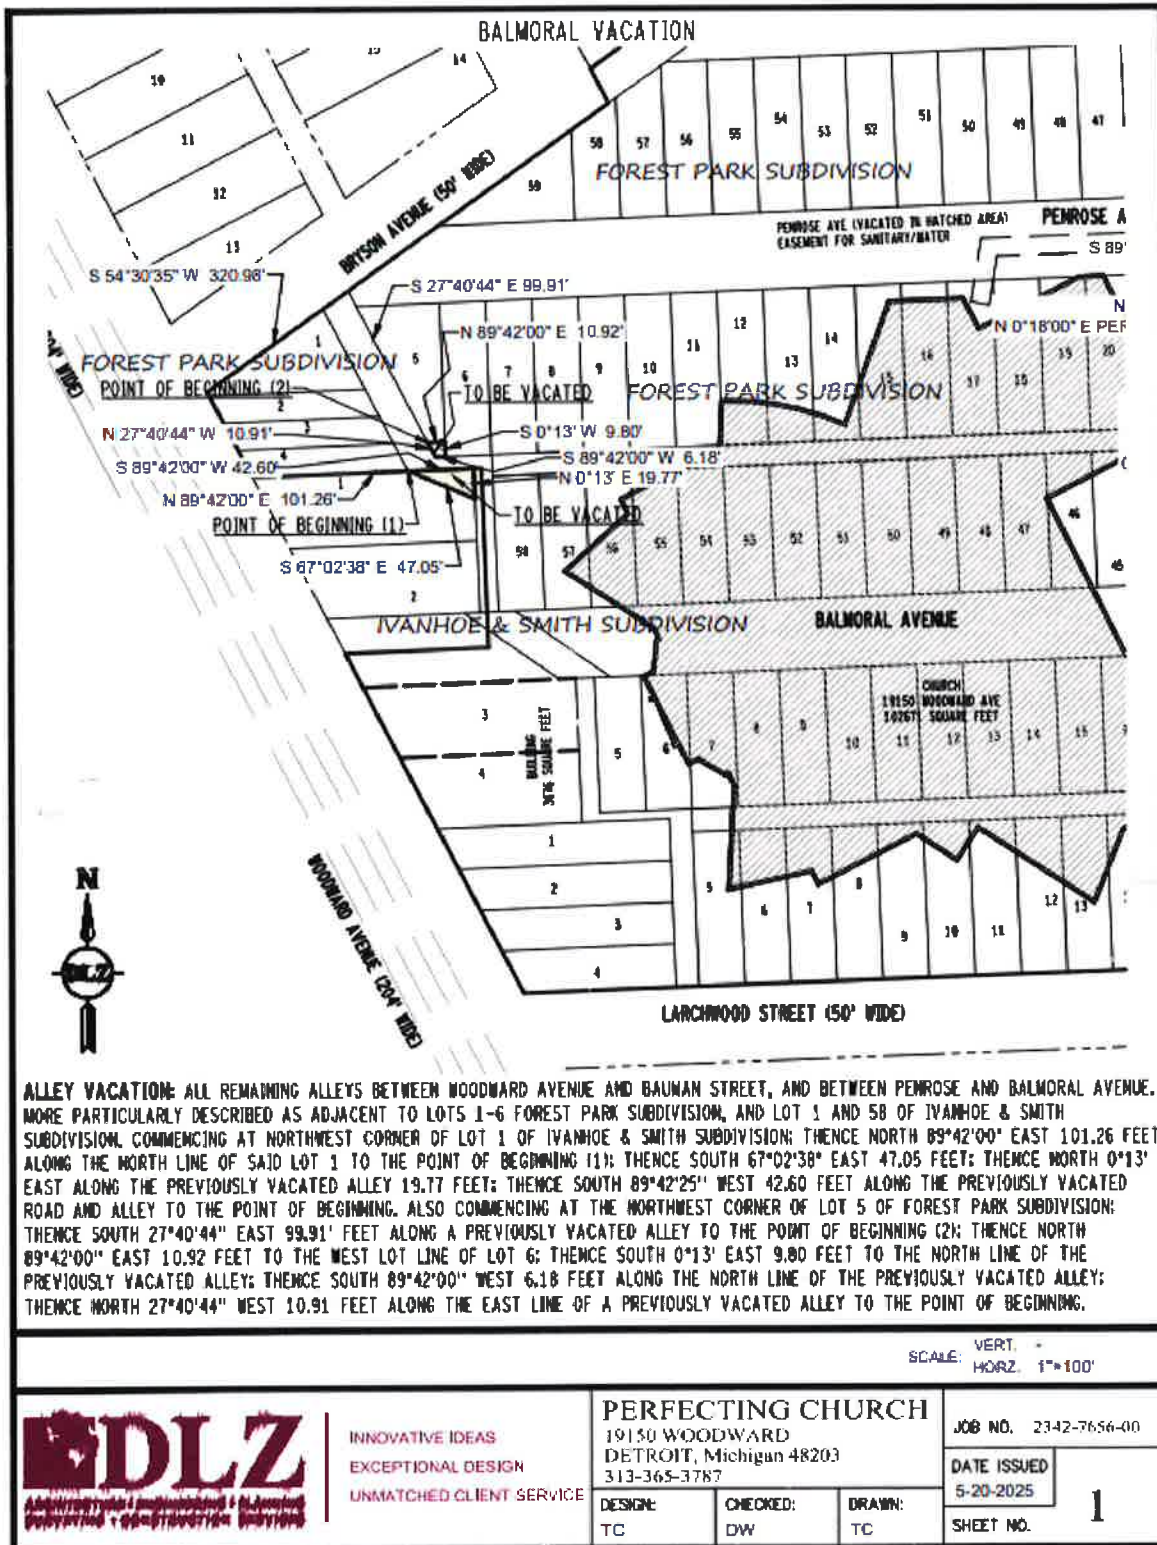 BALMORAL VACATION
10
11
12
13
13
14
BRYSON AVENUE (50' WIDE)
59
58
57
56
55
54
53
52
51
50
49
48
47
FOREST PARK SUBDIVISION
PENROSE AVE (VACATED IN HATCHED AREA)
EASEMENT FOR SANITARY/WATER
PENROSE A
S 89°
S 54°30'35" W 320.98'
S 27°40'44" E 99.91'
N 89°42'00" E 10.92'
N
N 0°18'00" E PER
1
5
6
7
8
9
10
11
12
13
14
15
16
17
18
19
20
FOREST PARK SUBDIVISION
POINT OF BEGINNING (2)
TO BE VACATED
FOREST PARK SUBDIVISION
2
3
4
N 27°40'44" W 10.91'
S 0°13' W 9.80'
S 89°42'00" W 42.60'
S 89°42'00" W 6.18'
N 89°42'00" E 101.26'
N 0°13' E 19.77'
1
POINT OF BEGINNING (1)
TO BE VACATED
S 67°02'38" E 47.05'
2
58
57
56
55
54
53
52
51
50
49
48
47
46
45
IVANHOE & SMITH SUBDIVISION
BALMORAL AVENUE
3
4
BUILDING
3676 SQUARE FEET
5
6
7
8
9
10
11
12
13
14
15
CHURCH
19150 WOODWARD AVE
10267 SQUARE FEET
1
2
3
4
5
6
7
8
9
10
11
12
13
N
DLZ
WOODWARD AVENUE (204' WIDE)
LARCHWOOD STREET (50' WIDE)
ALLEY VACATION: ALL REMAINING ALLEYS BETWEEN WOODWARD AVENUE AND BAUMAN STREET, AND BETWEEN PENROSE AND BALMORAL AVENUE.
MORE PARTICULARLY DESCRIBED AS ADJACENT TO LOTS 1-6 FOREST PARK SUBDIVISION, AND LOT 1 AND 58 OF IVANHOE & SMITH
SUBDIVISION, COMMENCING AT NORTHWEST CORNER OF LOT 1 OF IVANHOE & SMITH SUBDIVISION; THENCE NORTH 89°42'00" EAST 101.26 FEET
ALONG THE NORTH LINE OF SAID LOT 1 TO THE POINT OF BEGINNING (1); THENCE SOUTH 67°02'38" EAST 47.05 FEET; THENCE NORTH 0°13'
EAST ALONG THE PREVIOUSLY VACATED ALLEY 19.77 FEET; THENCE SOUTH 89°42'25" WEST 42.60 FEET ALONG THE PREVIOUSLY VACATED
ROAD AND ALLEY TO THE POINT OF BEGINNING. ALSO COMMENCING AT THE NORTHWEST CORNER OF LOT 5 OF FOREST PARK SUBDIVISION;
THENCE SOUTH 27°40'44" EAST 99.91' FEET ALONG A PREVIOUSLY VACATED ALLEY TO THE POINT OF BEGINNING (2); THENCE NORTH
89°42'00" EAST 10.92 FEET TO THE WEST LOT LINE OF LOT 6; THENCE SOUTH 0°13' EAST 9.80 FEET TO THE NORTH LINE OF THE
PREVIOUSLY VACATED ALLEY; THENCE SOUTH 89°42'00" WEST 6.18 FEET ALONG THE NORTH LINE OF THE PREVIOUSLY VACATED ALLEY;
THENCE NORTH 27°40'44" WEST 10.91 FEET ALONG THE EAST LINE OF A PREVIOUSLY VACATED ALLEY TO THE POINT OF BEGINNING.
SCALE: VERT. -
HORZ. 1"=100'
DLZ
ARCHITECTURE • ENGINEERING • PLANNING
SURVEYING • CONSTRUCTION SERVICES
INNOVATIVE IDEAS
EXCEPTIONAL DESIGN
UNMATCHED CLIENT SERVICE
PERFECTING CHURCH
19150 WOODWARD
DETROIT, Michigan 48203
313-365-3787
DESIGN: TC
CHECKED: DW
DRAWN: TC
JOB NO. 2342-7656-00
DATE ISSUED
5-20-2025
SHEET NO. 1